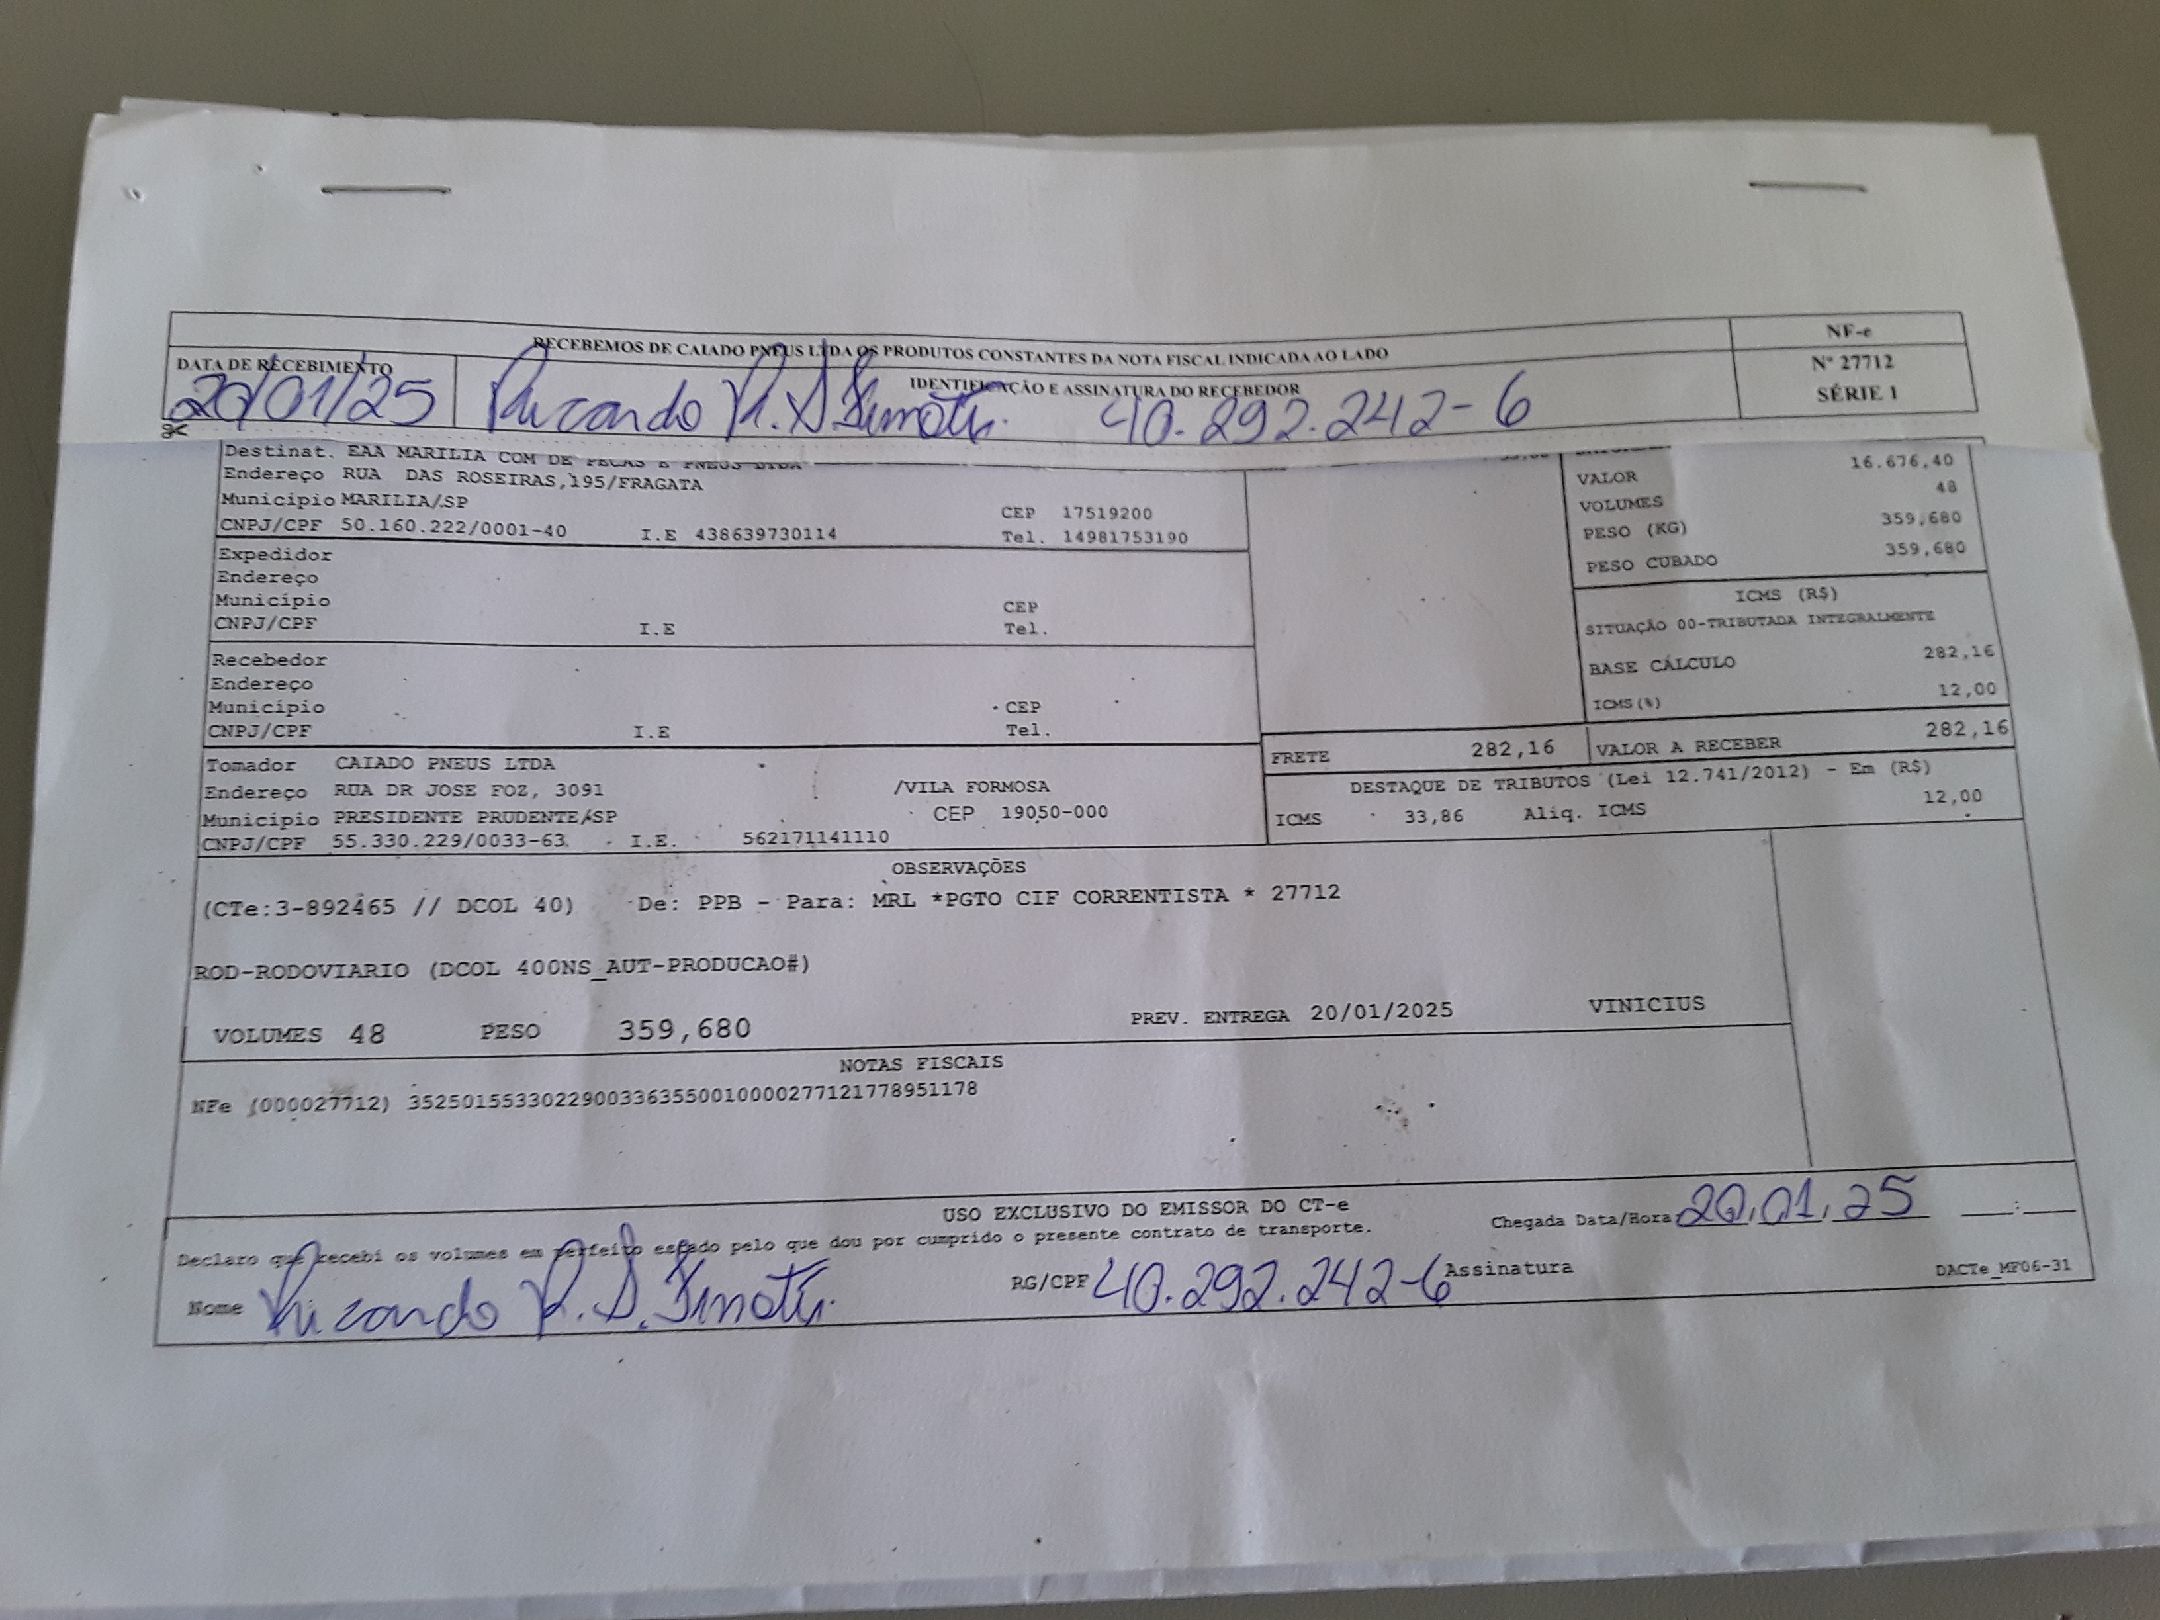 RECEBEMOS DE CAIADO PNEUS LTDA OS PRODUTOS CONSTANTES DA NOTA FISCAL INDICADA AO LADO
NF-e
Nº 27712
SÉRIE 1
DATA DE RECEBIMENTO
20/01/25
IDENTIFICAÇÃO E ASSINATURA DO RECEBEDOR
Ricardo R. S. 40.292.242-6
Destinat. EAA MARILIA COM DE PECAS E PNEUS LTDA
Endereço RUA DAS ROSEIRAS,195/FRAGATA
Município MARILIA/SP CEP 17519200
CNPJ/CPF 50.160.222/0001-40 I.E 438639730114 Tel. 14981753190
Expedidor
Endereço
Município CEP
CNPJ/CPF I.E Tel.
Recebedor
Endereço
Município CEP
CNPJ/CPF I.E Tel.
Tomador CAIADO PNEUS LTDA
Endereço RUA DR JOSE FOZ, 3091 /VILA FORMOSA
Município PRESIDENTE PRUDENTE/SP CEP 19050-000
CNPJ/CPF 55.330.229/0033-63 I.E. 562171141110
VALOR 16.676,40
VOLUMES 48
PESO (KG) 359,680
PESO CUBADO 359,680
ICMS (R$)
SITUAÇÃO 00-TRIBUTADA INTEGRALMENTE
BASE CÁLCULO 282,16
ICMS(%) 12,00
FRETE 282,16 VALOR A RECEBER 282,16
DESTAQUE DE TRIBUTOS (Lei 12.741/2012) - Em (R$)
ICMS 33,86 Aliq. ICMS 12,00
OBSERVAÇÕES
(CTe:3-892465 // DCOL 40) De: PPB - Para: MRL *PGTO CIF CORRENTISTA * 27712
ROD-RODOVIARIO (DCOL 400NS_AUT-PRODUCAO#)
VOLUMES 48 PESO 359,680 PREV. ENTREGA 20/01/2025 VINICIUS
NOTAS FISCAIS
NFe (000027712) 35250155330229003363550010000277121778951178
USO EXCLUSIVO DO EMISSOR DO CT-e
Declaro que recebi os volumes em perfeito estado pelo que dou por cumprido o presente contrato de transporte.
Chegada Data/Hora 20,01,25 :
Nome Ricardo R. S. RG/CPF 40.292.242-6 Assinatura
DACTe_MF06-31